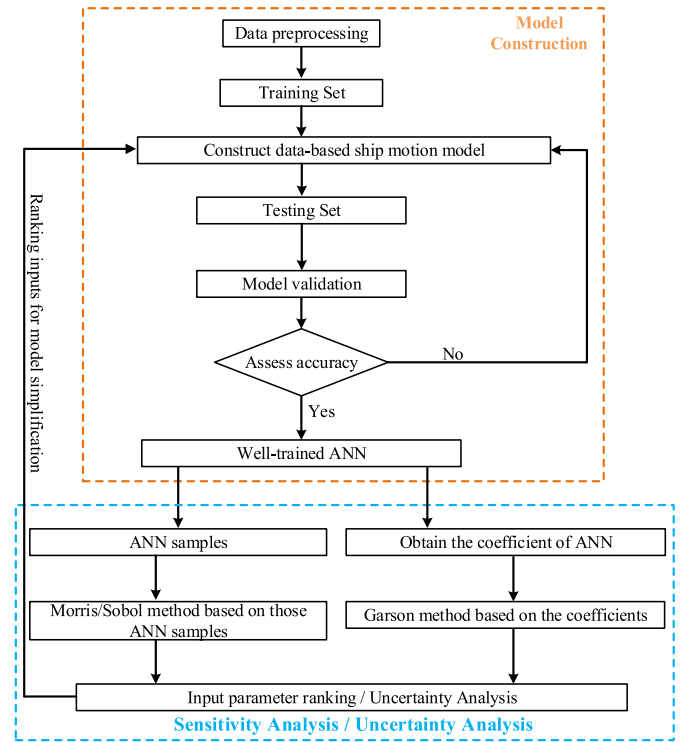 Model
Construction
Data preprocessing
Training Set
Construct data-based ship motion model
Testing Set
Model validation
Assess accuracy
No
Yes
Well-trained ANN
Ranking inputs for model simplification
ANN samples
Obtain the coefficient of ANN
Morris/Sobol method based on those
ANN samples
Garson method based on the coefficients
Input parameter ranking / Uncertainty Analysis
Sensitivity Analysis / Uncertainty Analysis